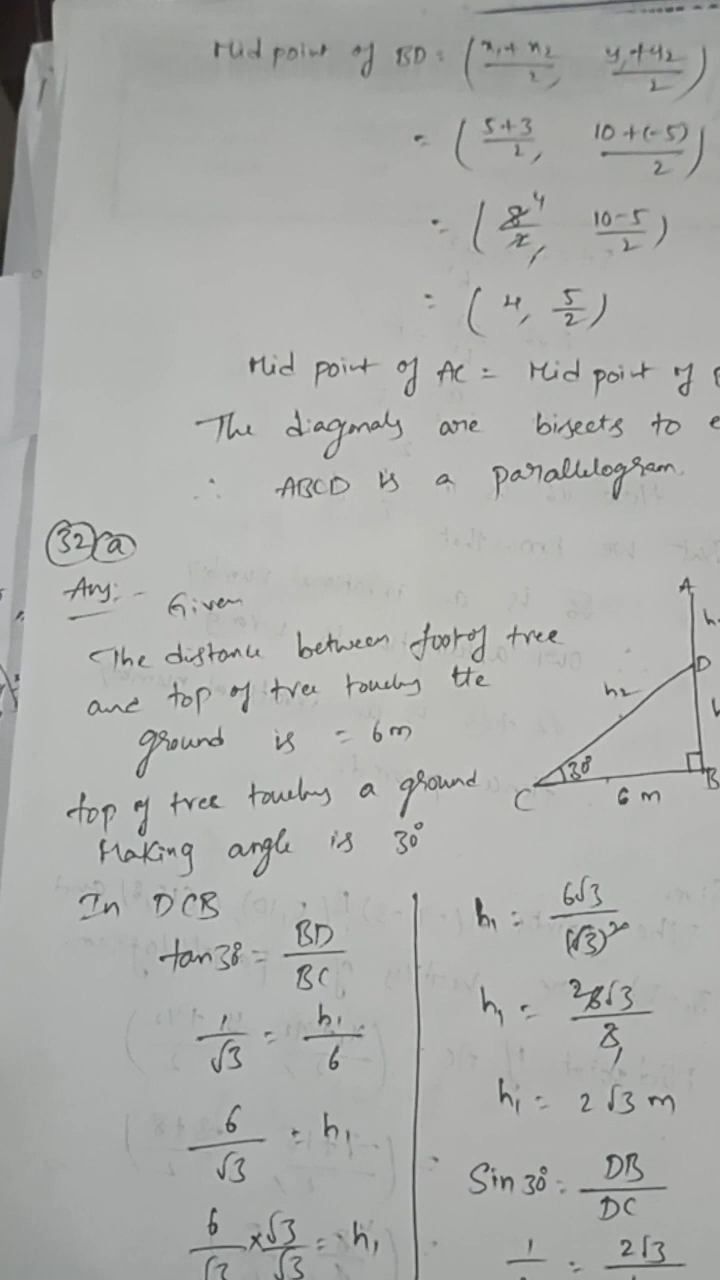 Mid point of BD = (x₁+x₂/2, y₁+y₂/2)
= (5+3/2, 10+(-5)/2)
= (8/2, 10-5/2) 4
= (4, 5/2)
Mid point of AC = Mid point of
The diagonals are bisects to
∴ ABCD is a parallelogram.
32 a
Ans:-
Given
The distance between foot of tree
and top of tree touchs the
ground is = 6m
top of tree touchs a ground
Making angle is 30°
A
D
h₂
C
30°
6 m
B
In DCB
tan30° = BD/BC
1/√3 = h₁/6
6/√3 = h₁
6/√3 × √3/√3 = h₁
h₁ = 6√3/(√3)²
h₁ = 26√3/3
h₁ = 2√3 m
Sin 30° = DB/DC
1 = 2√3